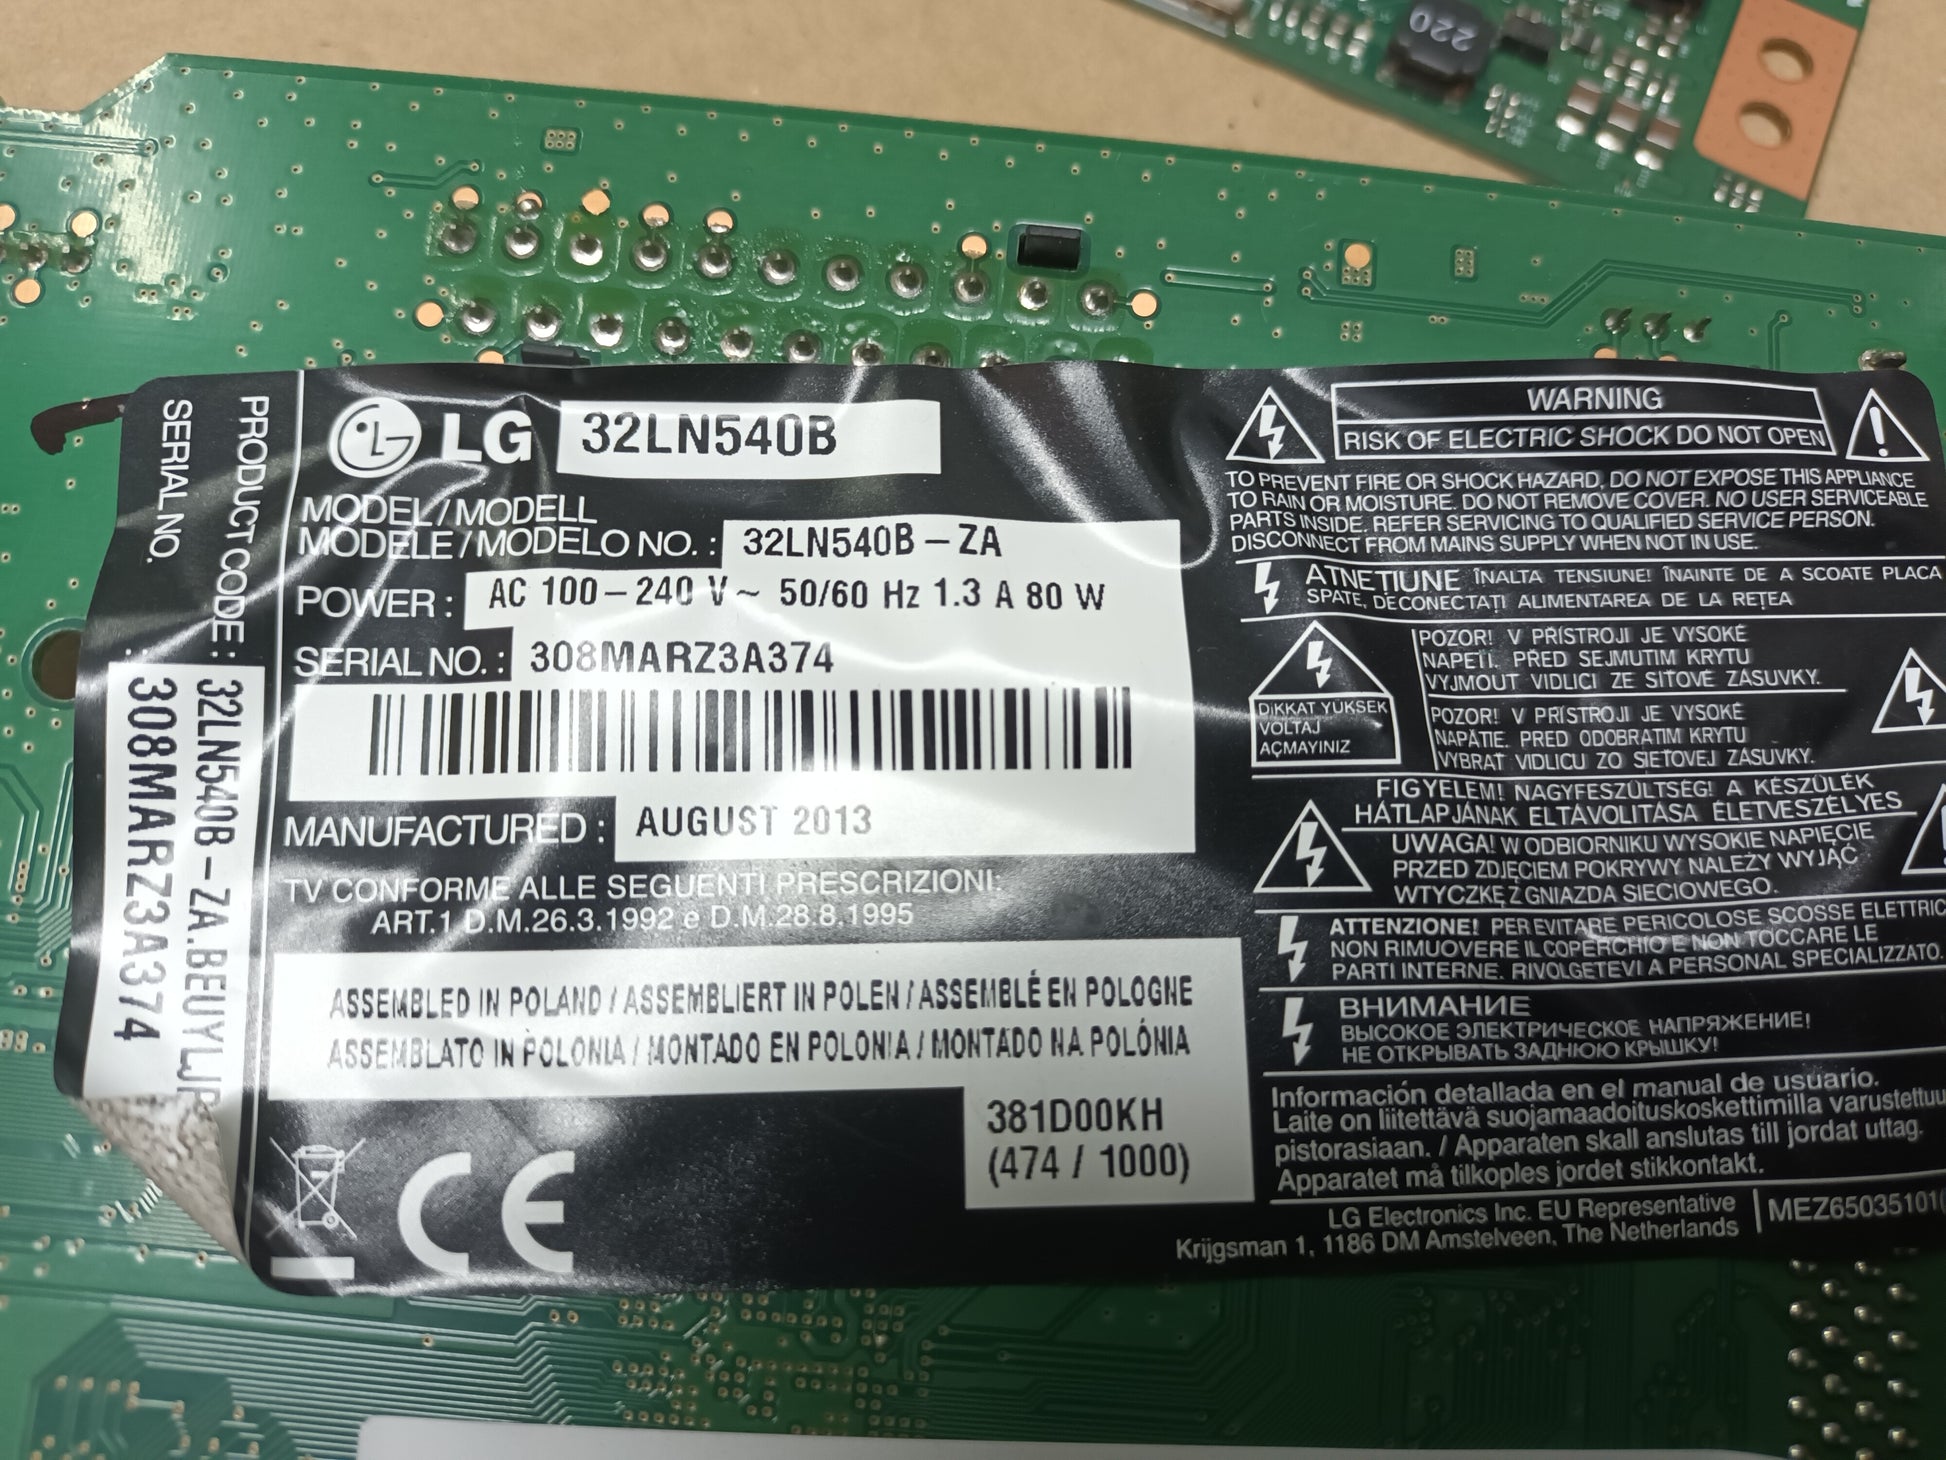 220
PRODUCT CODE : 32LN540B-ZA.BEUYLJP
SERIAL NO. : 308MARZ3A374
LG 32LN540B
MODEL/MODELL
MODELE/MODELO NO. : 32LN540B-ZA
POWER : AC 100-240 V~ 50/60 Hz 1.3 A 80 W
SERIAL NO. : 308MARZ3A374
MANUFACTURED : AUGUST 2013
TV CONFORME ALLE SEGUENTI PRESCRIZIONI:
ART.1 D.M.26.3.1992 e D.M.28.8.1995
ASSEMBLED IN POLAND / ASSEMBLIERT IN POLEN / ASSEMBLÉ EN POLOGNE
ASSEMBLATO IN POLONIA / MONTADO EN POLONIA / MONTADO NA POLÓNIA
381D00KH
(474 / 1000)
CE
WARNING
RISK OF ELECTRIC SHOCK DO NOT OPEN
TO PREVENT FIRE OR SHOCK HAZARD, DO NOT EXPOSE THIS APPLIANCE
TO RAIN OR MOISTURE. DO NOT REMOVE COVER. NO USER SERVICEABLE
PARTS INSIDE. REFER SERVICING TO QUALIFIED SERVICE PERSON.
DISCONNECT FROM MAINS SUPPLY WHEN NOT IN USE.
ATNEȚIUNE ÎNALTA TENSIUNE! ÎNAINTE DE A SCOATE PLACA
SPATE, DECONECTAȚI ALIMENTAREA DE LA REȚEA
DIKKAT YUKSEK
VOLTAJ
AÇMAYINIZ
POZOR! V PŘÍSTROJI JE VYSOKÉ
NAPĚTÍ. PŘED SEJMUTÍM KRYTU
VYJMOUT VIDLICI ZE SÍŤOVÉ ZÁSUVKY.
POZOR! V PRÍSTROJI JE VYSOKÉ
NAPÄTIE. PRED ODOBRATIM KRYTU
VYBRAŤ VIDLICU ZO SIEŤOVEJ ZÁSUVKY.
FIGYELEM! NAGYFESZÜLTSÉG! A KÉSZÜLÉK
HÁTLAPJÁNAK ELTÁVOLITÁSA ÉLETVESZÉLYES
UWAGA! W ODBIORNIKU WYSOKIE NAPIĘCIE
PRZED ZDJĘCIEM POKRYWY NALEŻY WYJĄĆ
WTYCZKĘ Z GNIAZDA SIECIOWEGO.
ATTENZIONE! PER EVITARE PERICOLOSE SCOSSE ELETTRIC
NON RIMUOVERE IL COPERCHIO E NON TOCCARE LE
PARTI INTERNE. RIVOLGETEVI A PERSONAL SPECIALIZZATO.
ВНИМАНИЕ
ВЫСОКОЕ ЭЛЕКТРИЧЕСКОЕ НАПРЯЖЕНИЕ!
НЕ ОТКРЫВАТЬ ЗАДНЮЮ КРЫШКУ!
Información detallada en el manual de usuario.
Laite on liitettävä suojamaadoituskoskettimilla varustettuu
pistorasiaan. / Apparaten skall anslutas till jordat uttag.
Apparatet må tilkoples jordet stikkontakt.
LG Electronics Inc. EU Representative
Krijgsman 1, 1186 DM Amstelveen, The Netherlands
MEZ65035101(